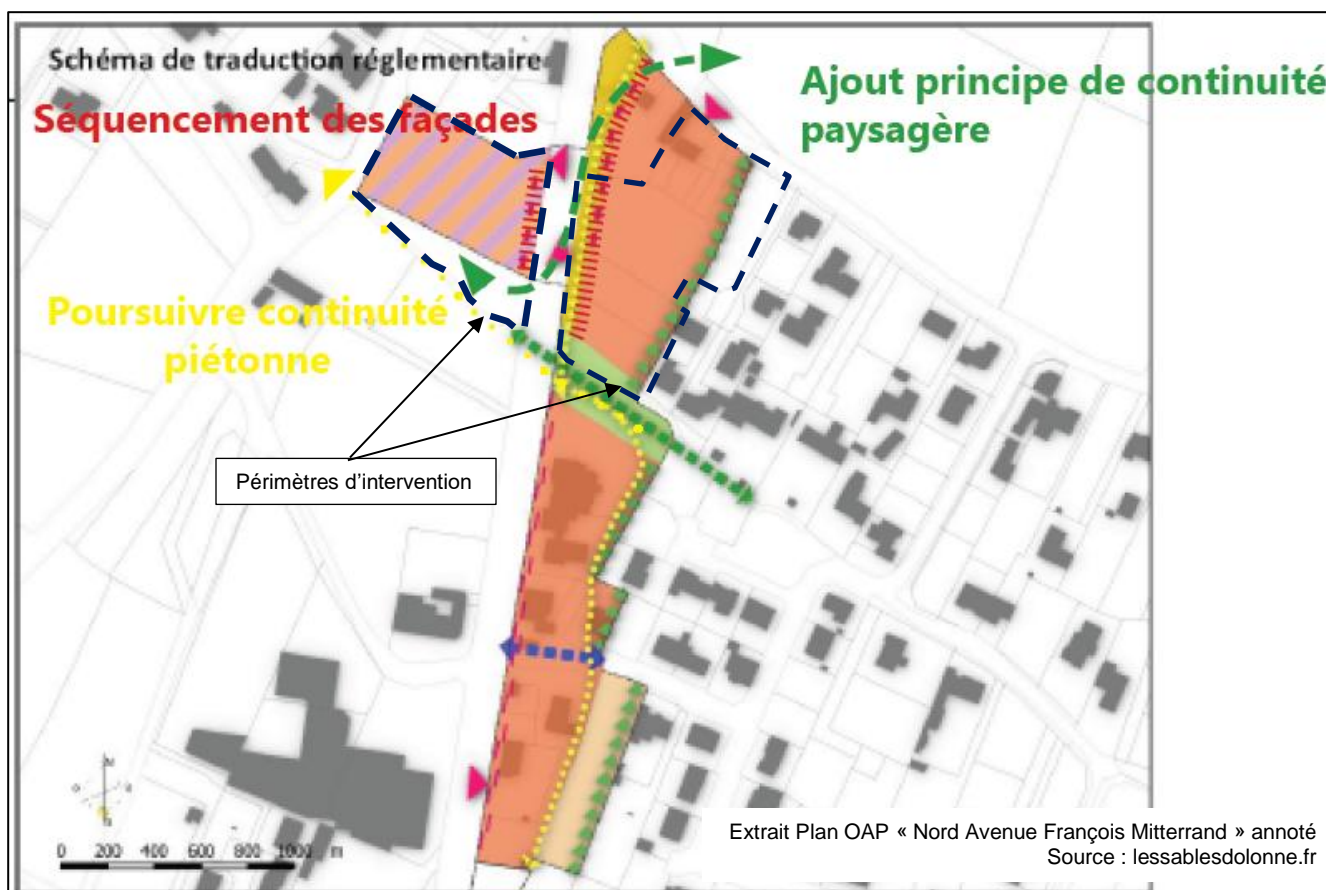 Schéma de traduction réglementaire
Séquencement des façades
Ajout principe de continuité
paysagère
Poursuivre continuité
piétonne
Périmètres d'intervention
N
0 200 400 600 800 1000 m
Extrait Plan OAP « Nord Avenue François Mitterrand » annoté
Source : lessablesdolonne.fr